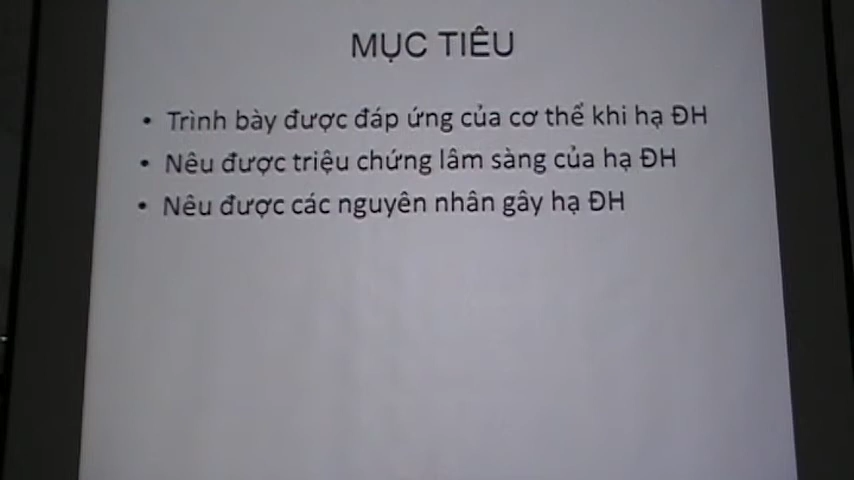 MỤC TIÊU
• Trình bày được đáp ứng của cơ thể khi hạ ĐH
• Nêu được triệu chứng lâm sàng của hạ ĐH
• Nêu được các nguyên nhân gây hạ ĐH